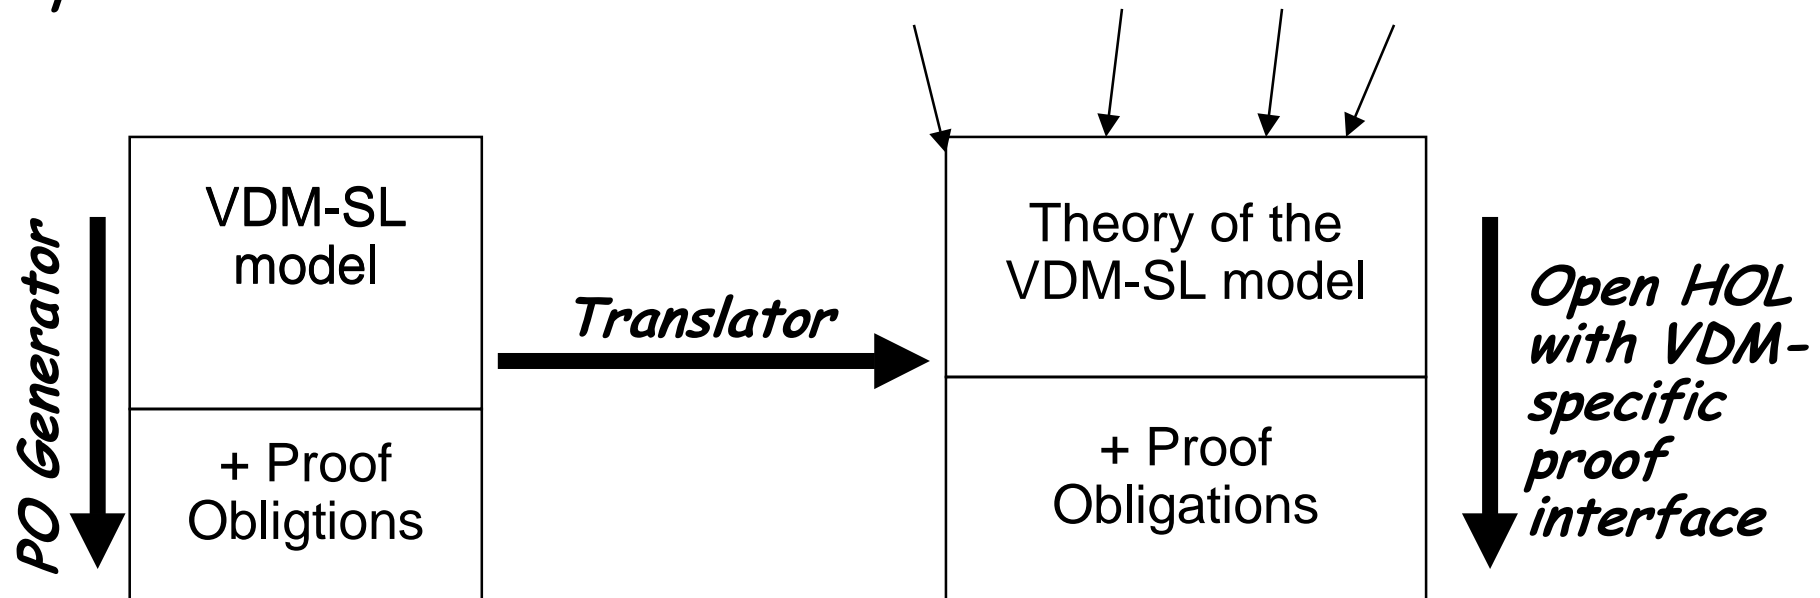 VDM-SL
model
+ Proof
Obligtions
PO Generator
Translator
Theory of the
VDM-SL model
+ Proof
Obligations
Open HOL
with VDM-
specific
proof
interface